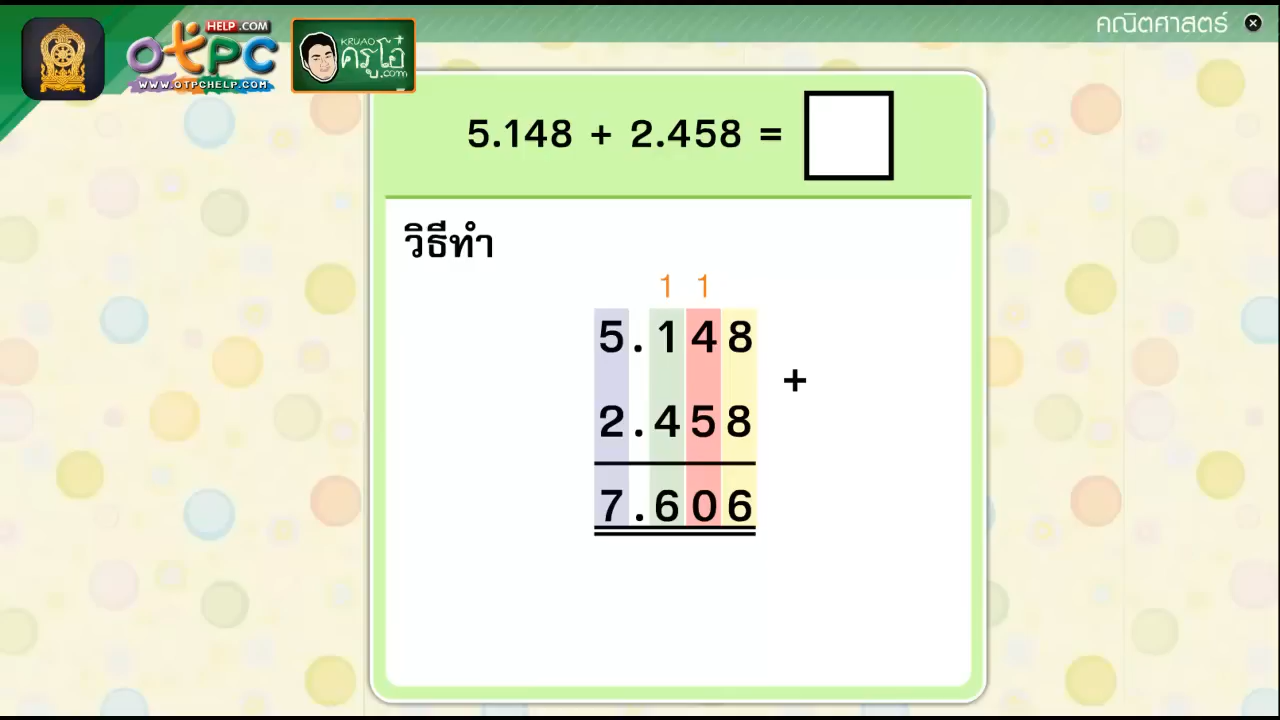 คณิตศาสตร์
HELP.COM
OTPC
WWW.OTPCHELP.COM
KRUAO
ครูโอ๋
.com
5.148 + 2.458 =
วิธีทำ
1 1
5.148
+
2.458
7.606